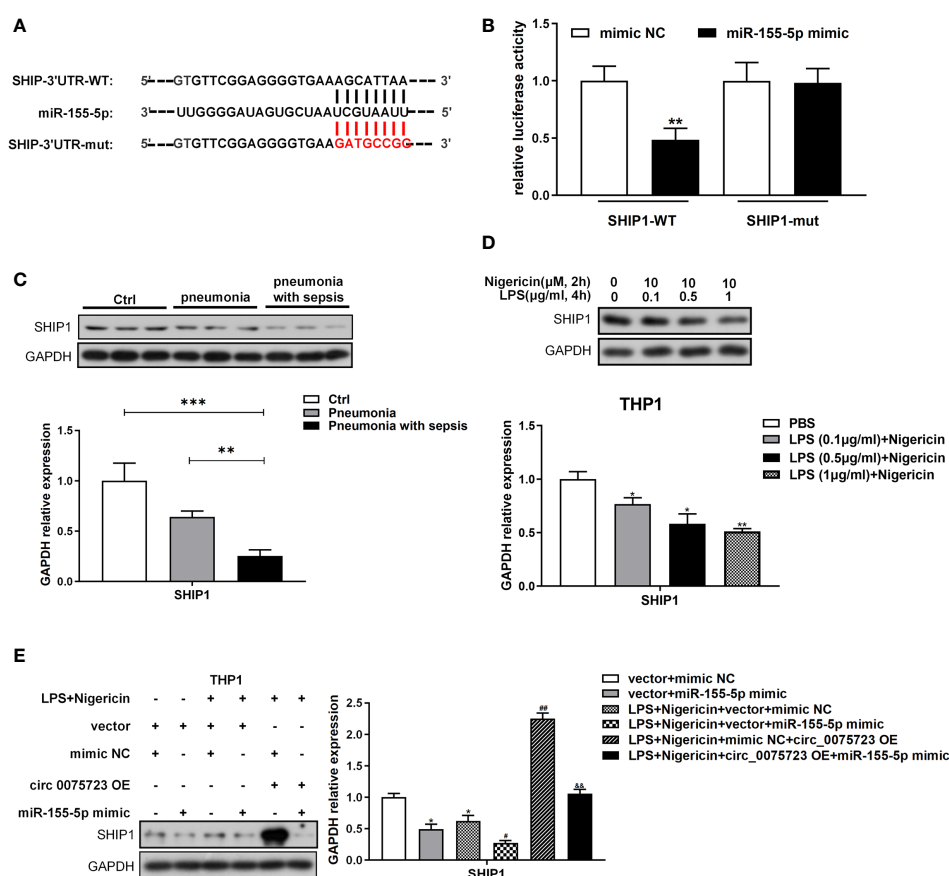 A
SHIP-3'UTR-WT: 5'---GTGTTCGGAGGGGTGAAAGCATTAA--- 3'
miR-155-5p: 3---UUGGGGAUAGUGCUAAUCGUAAUU--- 5'
SHIP-3'UTR-mut: 5---GTGTTCGGAGGGGTGAAGATGCCGG--- 3'
B
mimic NC miR-155-5p mimic
relative luciferase acticity
1.5
1.0
0.5
0.0
**
SHIP1-WT SHIP1-mut
C
Ctrl pneumonia pneumonia
with sepsis
SHIP1
GAPDH
Ctrl
Pneumonia
Pneumonia with sepsis
***
**
GAPDH relative expression
1.5
1.0
0.5
0.0
SHIP1
D
Nigericin(μM, 2h) 0 10 10 10
LPS(μg/ml, 4h) 0 0.1 0.5 1
SHIP1
GAPDH
THP1
PBS
LPS (0.1μg/ml)+Nigericin
LPS (0.5μg/ml)+Nigericin
LPS (1μg/ml)+Nigericin
GAPDH relative expression
1.5
1.0
0.5
0.0
* * **
SHIP1
E
THP1
LPS+Nigericin - - + + + +
vector + + + +
mimic NC + + +
circ 0075723 OE + +
miR-155-5p mimic + + +
SHIP1
GAPDH
GAPDH relative expression
2.5
2.0
1.5
1.0
0.5
0.0
* * # ## &&
SHIP1
vector+mimic NC
vector+miR-155-5p mimic
LPS+Nigericin+vector+mimic NC
LPS+Nigericin+vector+miR-155-5p mimic
LPS+Nigericin+mimic NC+circ_0075723 OE
LPS+Nigericin+circ_0075723 OE+miR-155-5p mimic